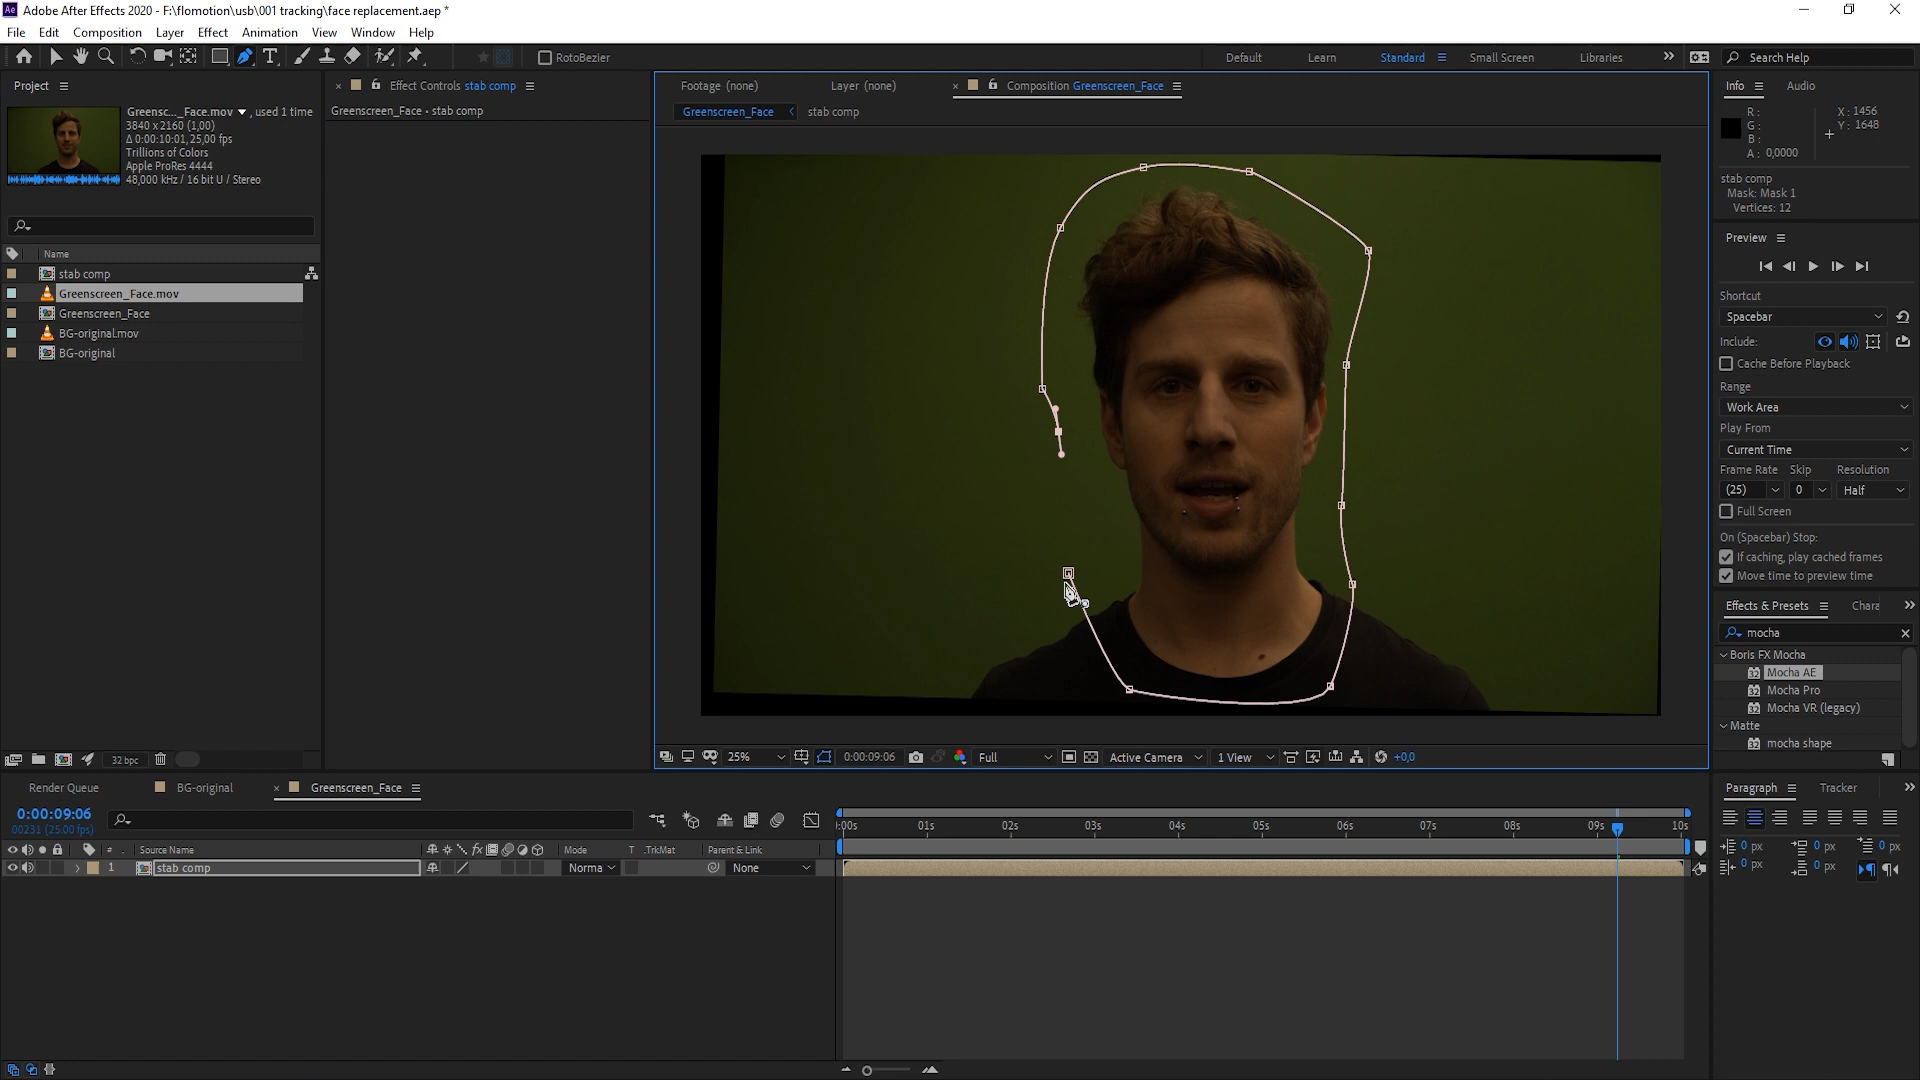 Adobe After Effects 2020 - F:\flomotion\usb\001 tracking\face replacement.aep *
File Edit Composition Layer Effect Animation View Window Help
RotoBezier
Default Learn Standard Small Screen Libraries Search Help
Project
Greensc..._Face.mov , used 1 time
3840 x 2160 (1,00)
Δ 0:00:10:01, 25,00 fps
Trillions of Colors
Apple ProRes 4444
48,000 kHz / 16 bit U / Stereo
Name
stab comp
Greenscreen_Face.mov
Greenscreen_Face
BG-original.mov
BG-original
32 bpc
Effect Controls stab comp
Greenscreen_Face • stab comp
Footage (none) Layer (none) Composition Greenscreen_Face
Greenscreen_Face stab comp
25% 0:00:09:06 Full Active Camera 1 View +0,0
Info Audio
R: X: 1456
G: Y: 1648
B:
A: 0,0000
stab comp
Mask: Mask 1
Vertices: 12
Preview
Shortcut
Spacebar
Include:
Cache Before Playback
Range
Work Area
Play From
Current Time
Frame Rate Skip Resolution
(25) 0 Half
Full Screen
On (Spacebar) Stop:
If caching, play cached frames
Move time to preview time
Effects & Presets Chara
mocha
Boris FX Mocha
32 Mocha AE
32 Mocha Pro
32 Mocha VR (legacy)
Matte
32 mocha shape
Paragraph Tracker
0 px 0 px 0 px
0 px 0 px
Render Queue BG-original Greenscreen_Face
0:00:09:06
00231 (25.00 fps)
:00s 01s 02s 03s 04s 05s 06s 07s 08s 09s 10s
# Source Name fx Mode T .TrkMat Parent & Link
1 stab comp Norma None